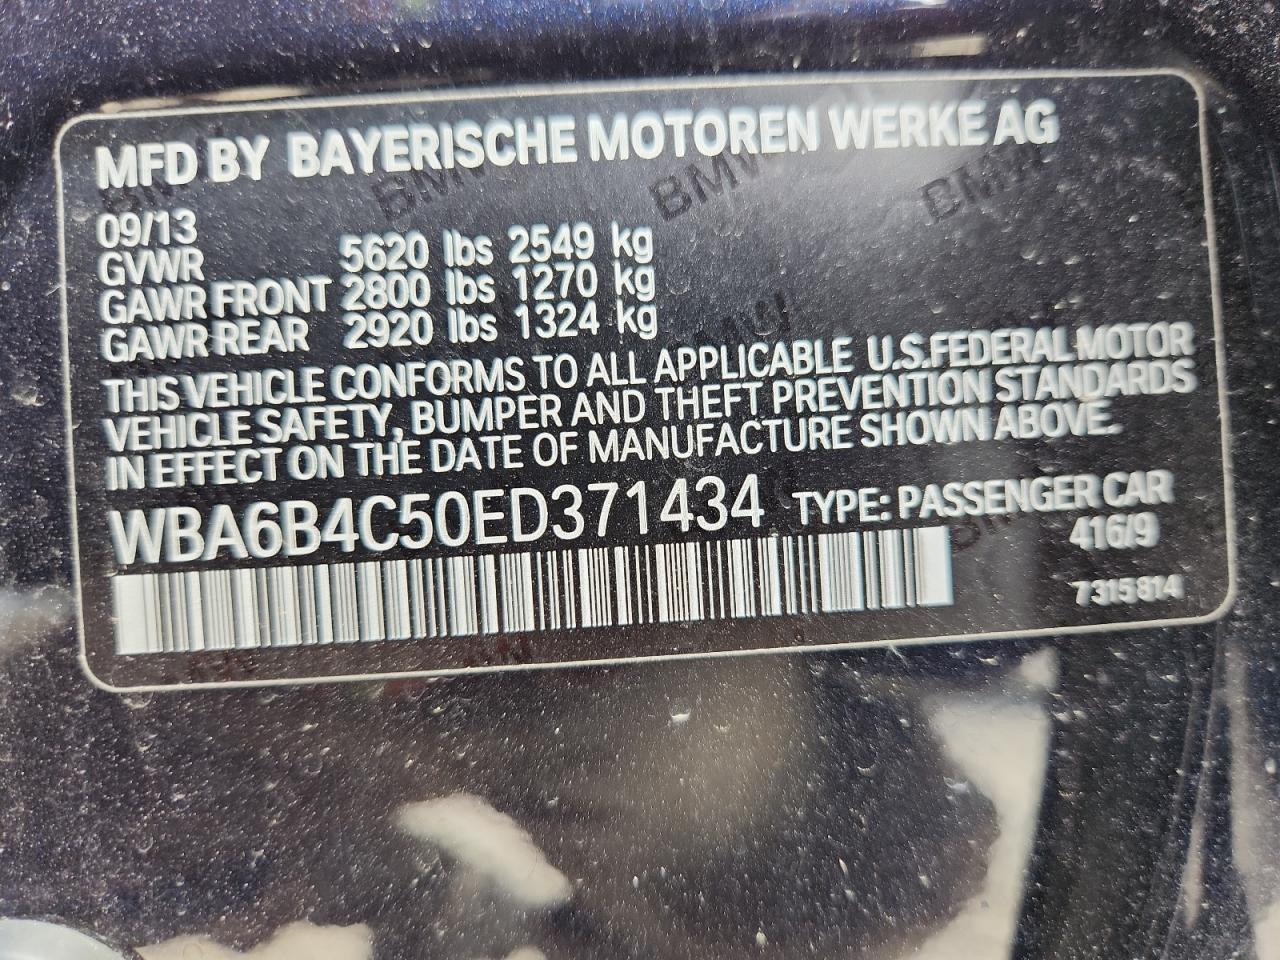 MFD BY BAYERISCHE MOTOREN WERKE AG
09/13
GVWR 5620 lbs 2549 kg
GAWR FRONT 2800 lbs 1270 kg
GAWR REAR 2920 lbs 1324 kg
THIS VEHICLE CONFORMS TO ALL APPLICABLE U.S.FEDERAL MOTOR
VEHICLE SAFETY, BUMPER AND THEFT PREVENTION STANDARDS
IN EFFECT ON THE DATE OF MANUFACTURE SHOWN ABOVE.
WBA6B4C50ED371434 TYPE: PASSENGER CAR
416/9
7315814